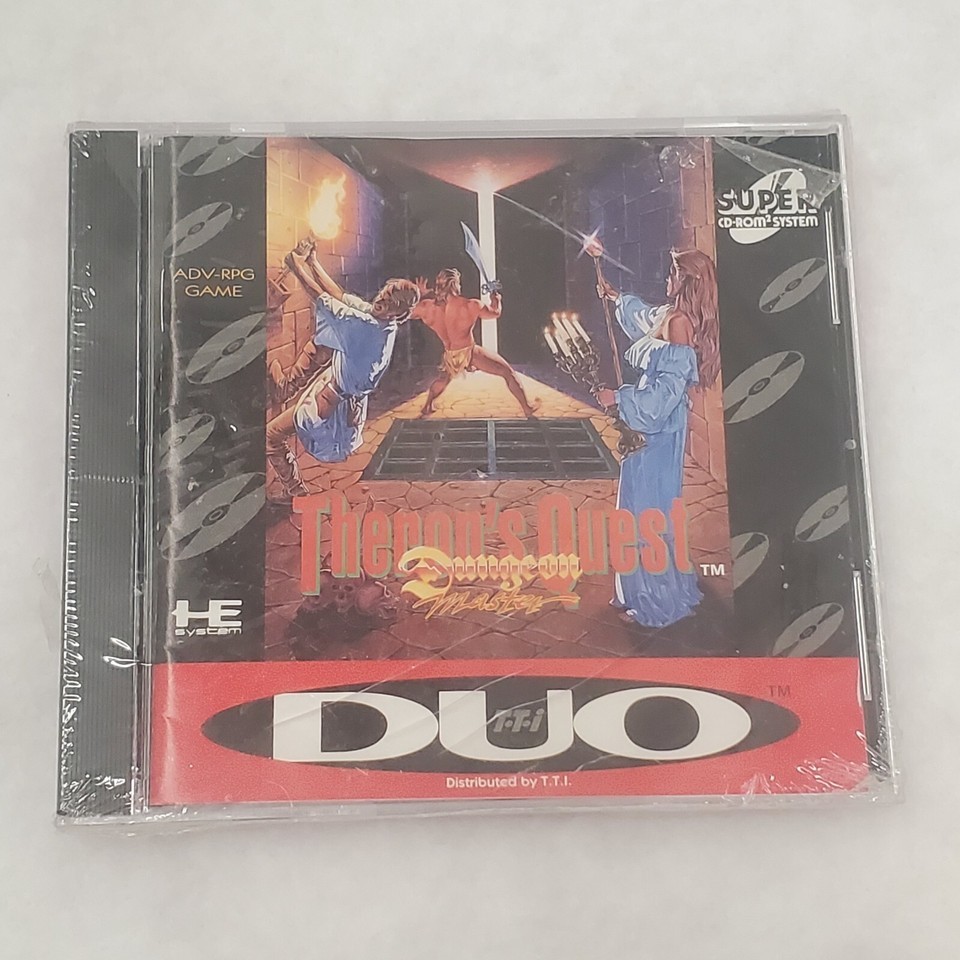 SUPER
CD-ROM² SYSTEM
ADV-RPG
GAME
Theron's Quest
Dungeon
Master
TM
HE
system
DUO
TM
T·T·i
Distributed by T.T.I.